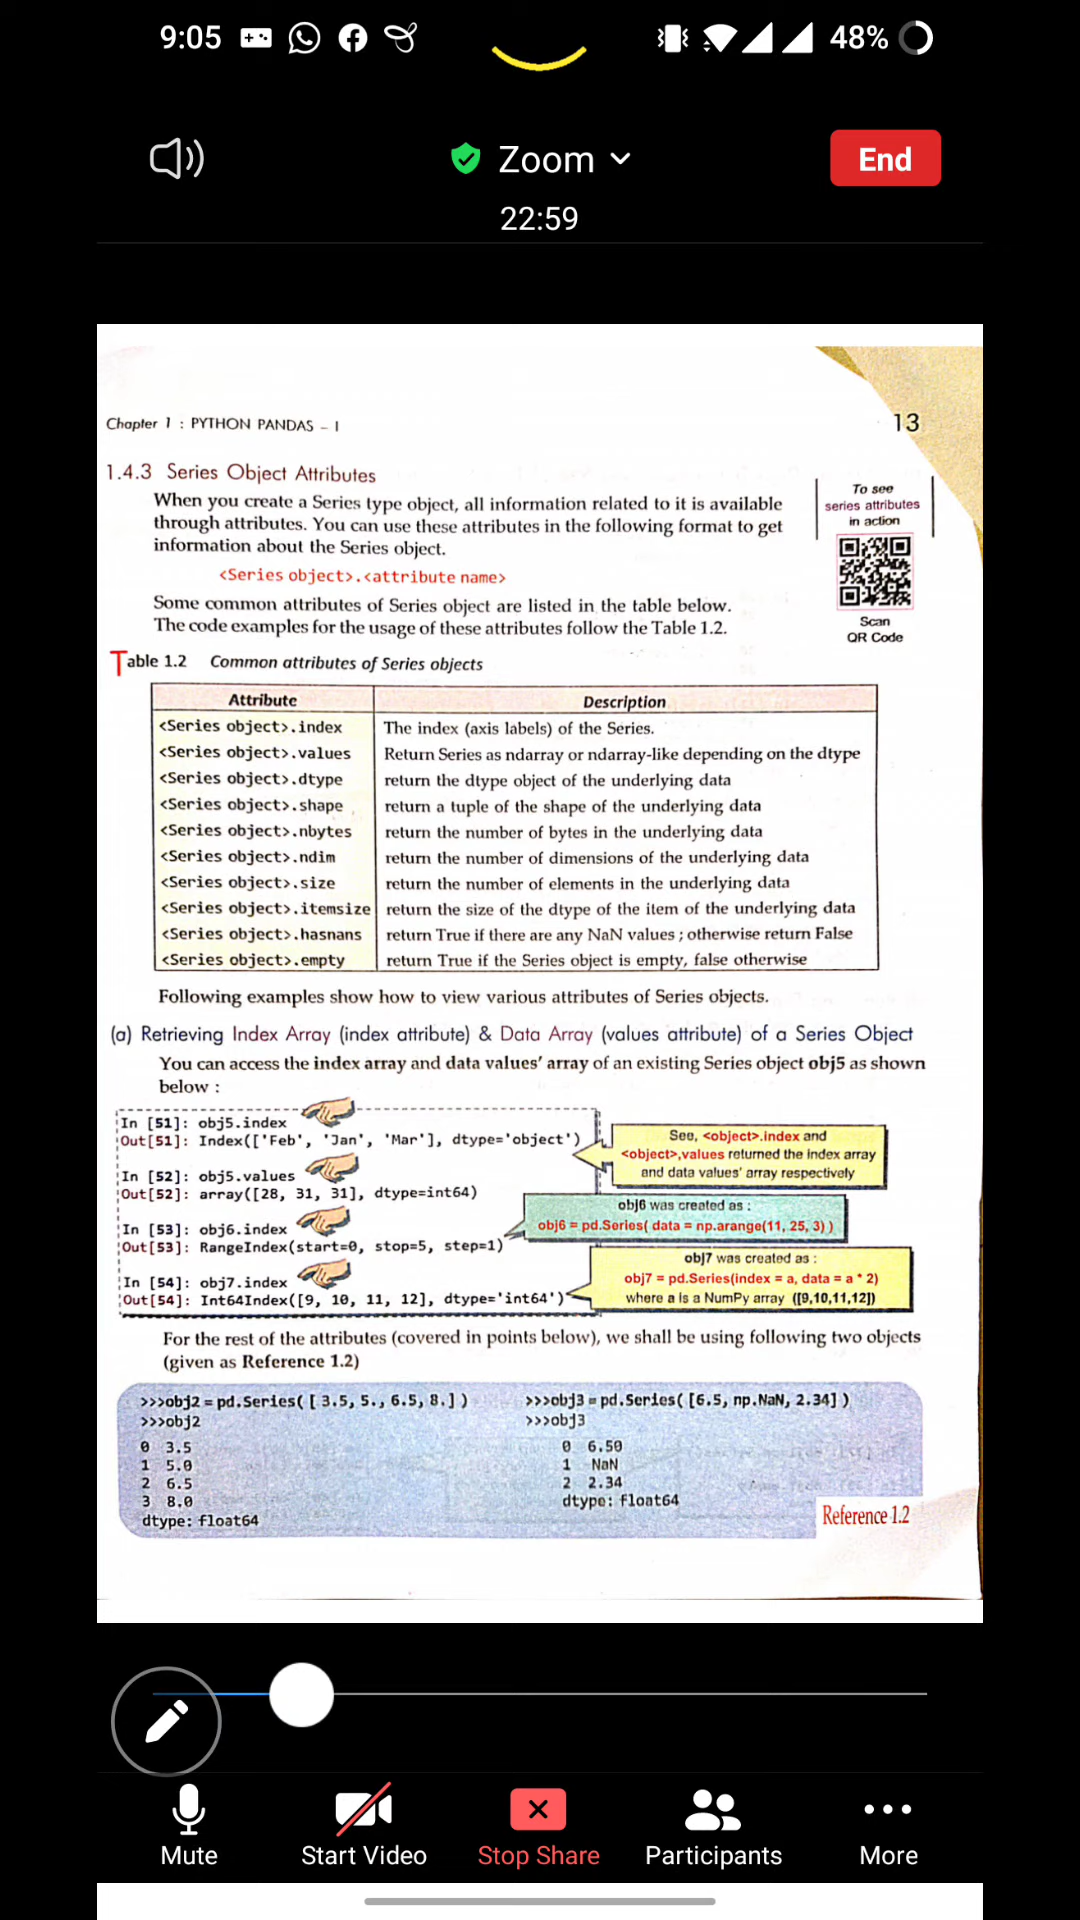 9:05
48%
Zoom
End
22:59
Chapter 1 : PYTHON PANDAS – I
13
1.4.3 Series Object Attributes
When you create a Series type object, all information related to it is available
through attributes. You can use these attributes in the following format to get
information about the Series object.
<Series object>.<attribute name>
Some common attributes of Series object are listed in the table below.
The code examples for the usage of these attributes follow the Table 1.2.
To see
series attributes
in action
Scan
QR Code
Table 1.2 Common attributes of Series objects
Attribute Description
<Series object>.index The index (axis labels) of the Series.
<Series object>.values Return Series as ndarray or ndarray-like depending on the dtype
<Series object>.dtype return the dtype object of the underlying data
<Series object>.shape return a tuple of the shape of the underlying data
<Series object>.nbytes return the number of bytes in the underlying data
<Series object>.ndim return the number of dimensions of the underlying data
<Series object>.size return the number of elements in the underlying data
<Series object>.itemsize return the size of the dtype of the item of the underlying data
<Series object>.hasnans return True if there are any NaN values ; otherwise return False
<Series object>.empty return True if the Series object is empty, false otherwise
Following examples show how to view various attributes of Series objects.
(a) Retrieving Index Array (index attribute) & Data Array (values attribute) of a Series Object
You can access the index array and data values' array of an existing Series object obj5 as shown
below :
In [51]: obj5.index
Out[51]: Index(['Feb', 'Jan', 'Mar'], dtype='object')
In [52]: obj5.values
Out[52]: array([28, 31, 31], dtype=int64)
In [53]: obj6.index
Out[53]: RangeIndex(start=0, stop=5, step=1)
In [54]: obj7.index
Out[54]: Int64Index([9, 10, 11, 12], dtype='int64')
See, <object>.index and
<object>,values returned the index array
and data values' array respectively
obj6 was created as :
obj6 = pd.Series( data = np.arange(11, 25, 3) )
obj7 was created as :
obj7 = pd.Series(index = a, data = a * 2)
where a is a NumPy array ([9,10,11,12])
For the rest of the attributes (covered in points below), we shall be using following two objects
(given as Reference 1.2)
>>>obj2 = pd.Series( [ 3.5, 5., 6.5, 8.] )
>>>obj2
0 3.5
1 5.0
2 6.5
3 8.0
dtype: float64
>>>obj3 = pd.Series( [6.5, np.NaN, 2.34] )
>>>obj3
0 6.50
1 NaN
2 2.34
dtype: float64
Reference 1.2
Mute
Start Video
Stop Share
Participants
More